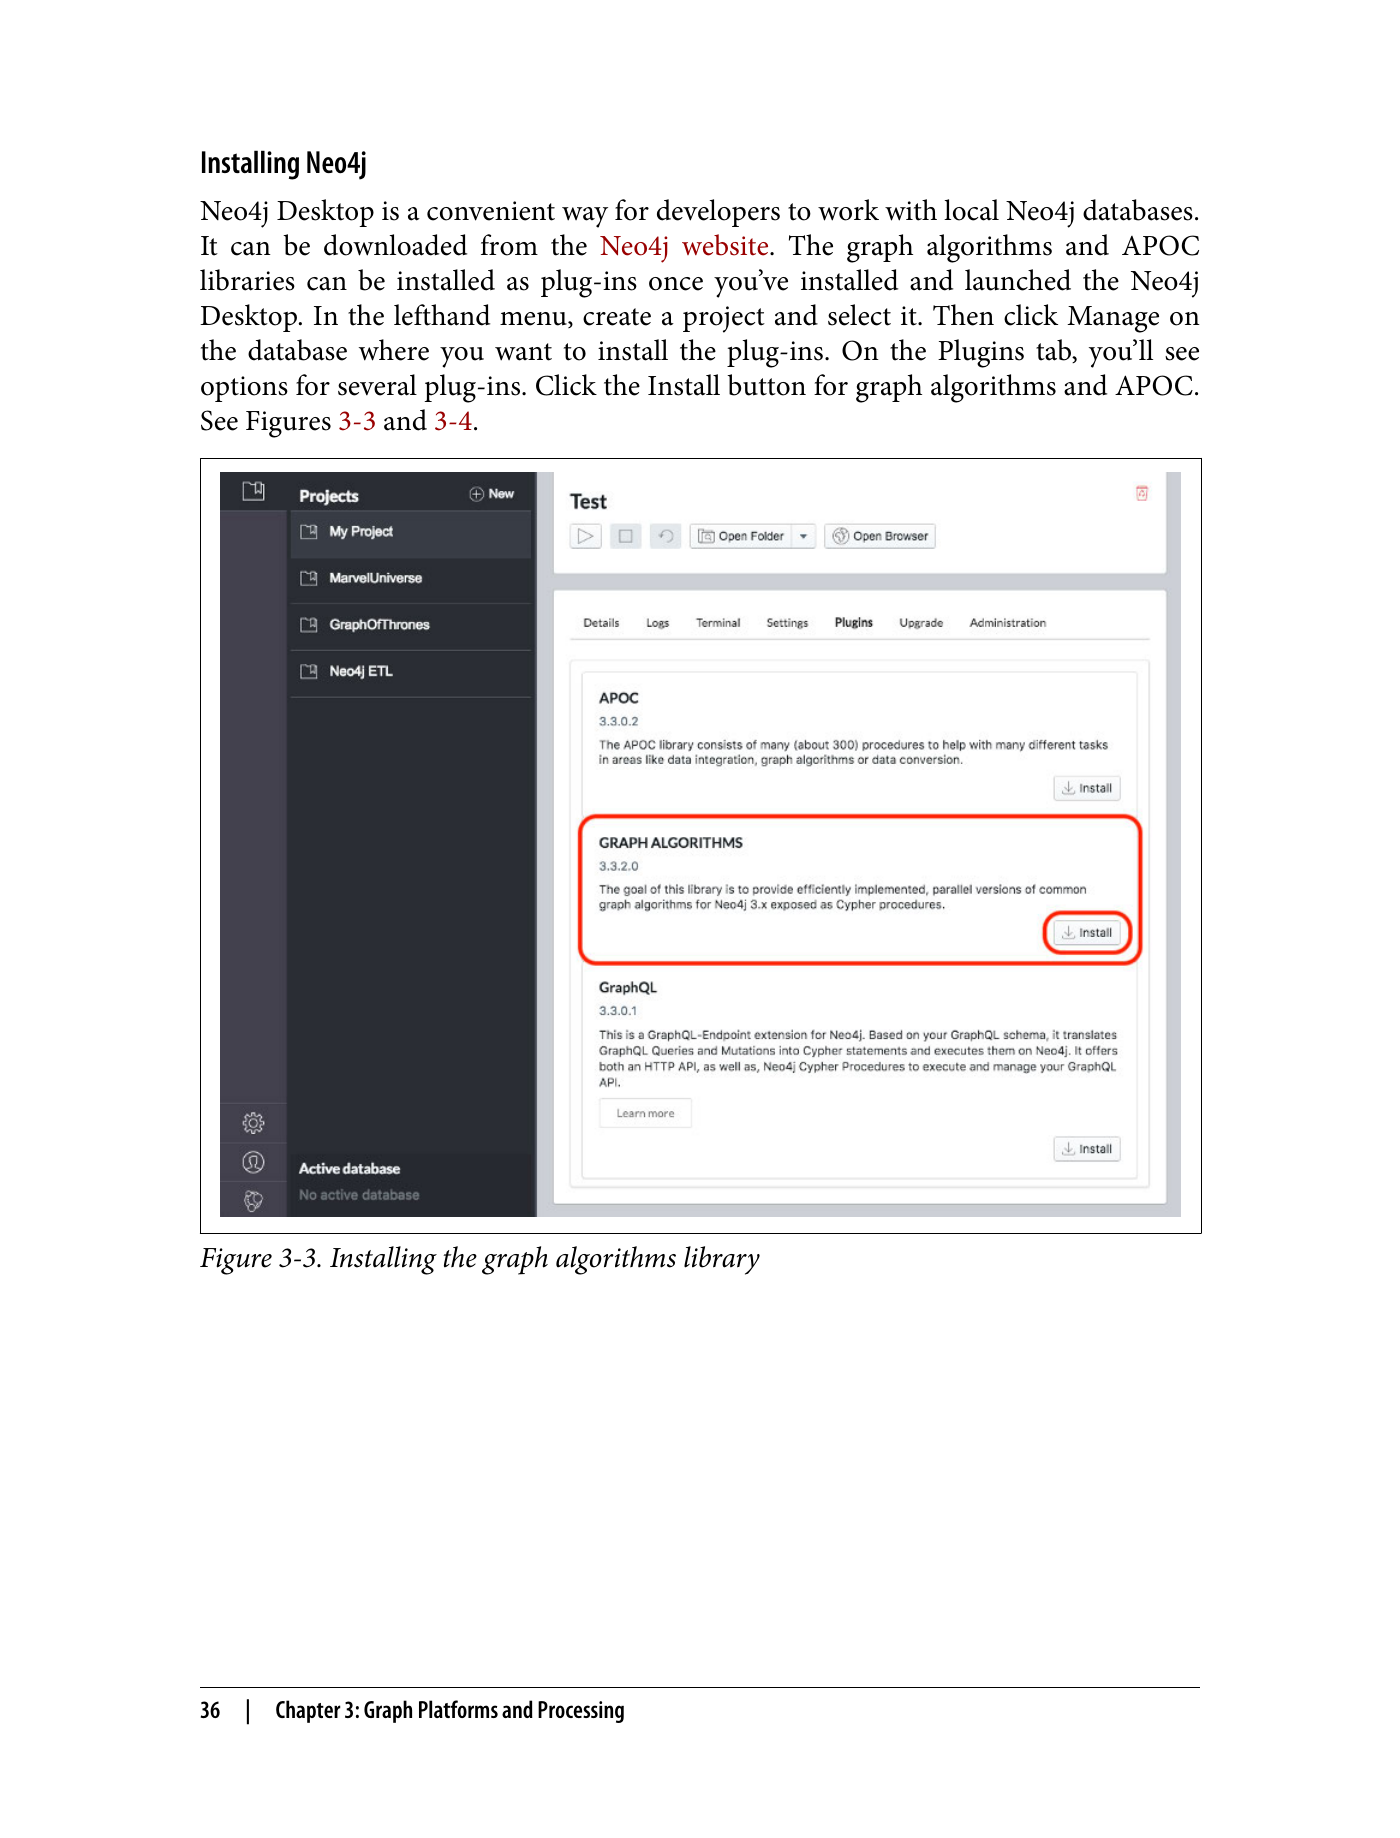 Installing Neo4j
Neo4j Desktop is a convenient way for developers to work with local Neo4j databases.
It can be downloaded from the Neo4j website. The graph algorithms and APOC
libraries can be installed as plug-ins once you’ve installed and launched the Neo4j
Desktop. In the lefthand menu, create a project and select it. Then click Manage on
the database where you want to install the plug-ins. On the Plugins tab, you’ll see
options for several plug-ins. Click the Install button for graph algorithms and APOC.
See Figures 3-3 and 3-4.
Projects
New
My Project
MarvelUniverse
GraphOfThrones
Neo4j ETL
Active database
No active database
Test
Open Folder
Open Browser
Details Logs Terminal Settings Plugins Upgrade Administration
APOC
3.3.0.2
The APOC library consists of many (about 300) procedures to help with many different tasks
in areas like data integration, graph algorithms or data conversion.
Install
GRAPH ALGORITHMS
3.3.2.0
The goal of this library is to provide efficiently implemented, parallel versions of common
graph algorithms for Neo4j 3.x exposed as Cypher procedures.
Install
GraphQL
3.3.0.1
This is a GraphQL-Endpoint extension for Neo4j. Based on your GraphQL schema, it translates
GraphQL Queries and Mutations into Cypher statements and executes them on Neo4j. It offers
both an HTTP API, as well as, Neo4j Cypher Procedures to execute and manage your GraphQL
API.
Learn more
Install
Figure 3-3. Installing the graph algorithms library
36 | Chapter 3: Graph Platforms and Processing